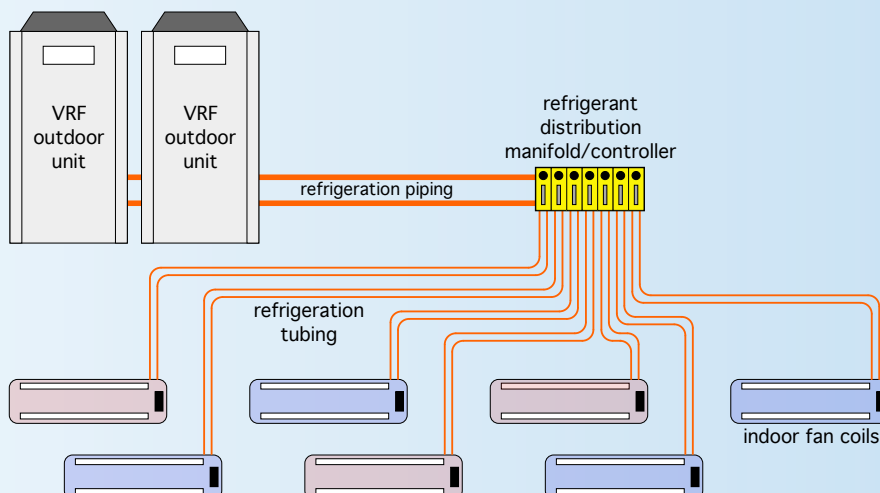 VRF
outdoor
unit
VRF
outdoor
unit
refrigerant
distribution
manifold/controller
refrigeration piping
refrigeration
tubing
indoor fan coils